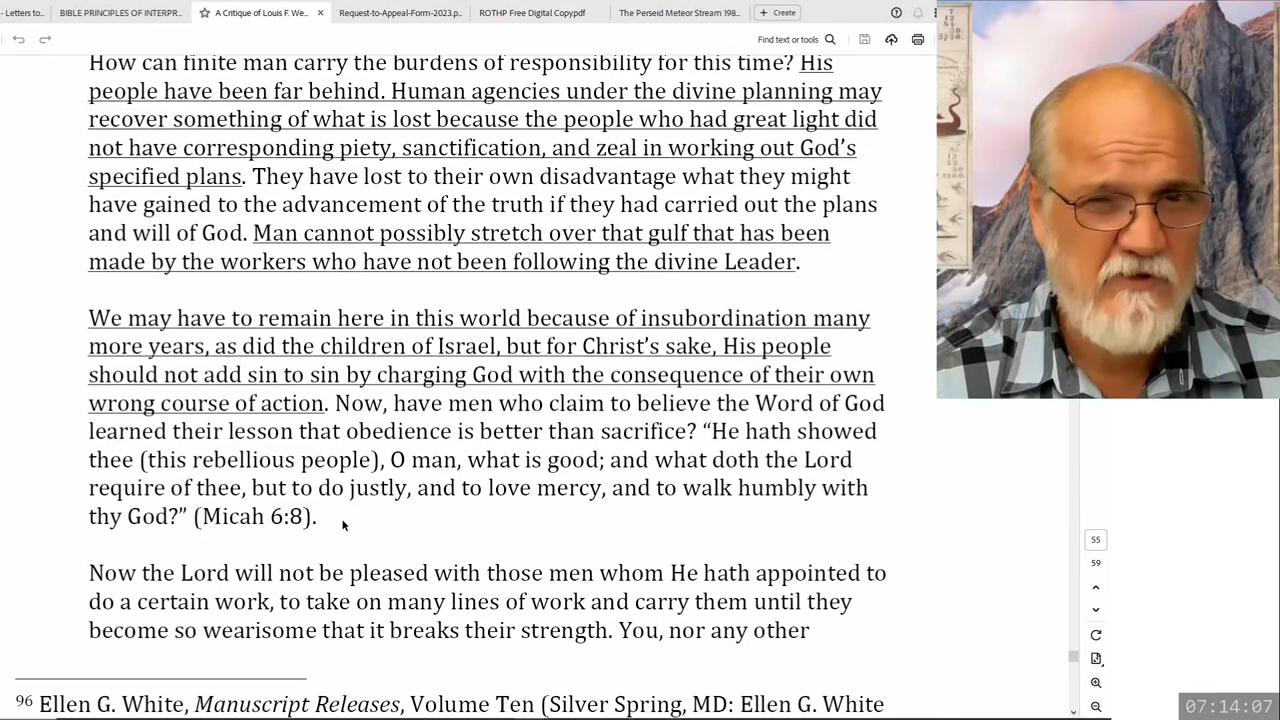 - Letters to...
BIBLE PRINCIPLES OF INTERPR...
A Critique of Louis F. We...
Request-to-Appeal-Form-2023.p...
ROTHP Free Digital Copy.pdf
The Perseid Meteor Stream 198...
+ Create
Find text or tools
How can finite man carry the burdens of responsibility for this time? His
people have been far behind. Human agencies under the divine planning may
recover something of what is lost because the people who had great light did
not have corresponding piety, sanctification, and zeal in working out God’s
specified plans. They have lost to their own disadvantage what they might
have gained to the advancement of the truth if they had carried out the plans
and will of God. Man cannot possibly stretch over that gulf that has been
made by the workers who have not been following the divine Leader.
We may have to remain here in this world because of insubordination many
more years, as did the children of Israel, but for Christ’s sake, His people
should not add sin to sin by charging God with the consequence of their own
wrong course of action. Now, have men who claim to believe the Word of God
learned their lesson that obedience is better than sacrifice? “He hath showed
thee (this rebellious people), O man, what is good; and what doth the Lord
require of thee, but to do justly, and to love mercy, and to walk humbly with
thy God?” (Micah 6:8).
Now the Lord will not be pleased with those men whom He hath appointed to
do a certain work, to take on many lines of work and carry them until they
become so wearisome that it breaks their strength. You, nor any other
96 Ellen G. White, Manuscript Releases, Volume Ten (Silver Spring, MD: Ellen G. White
55
59
07:14:07